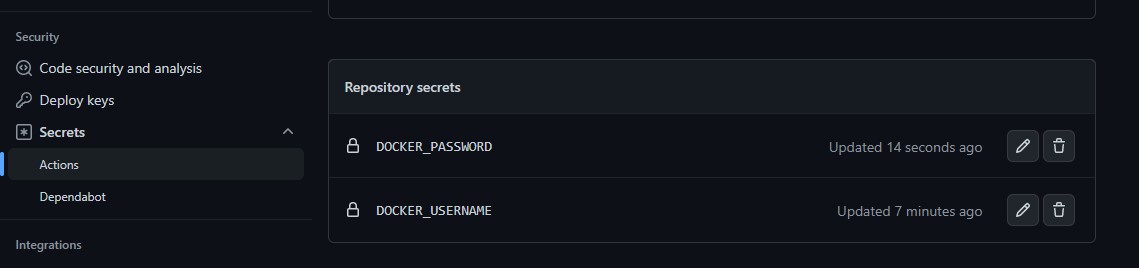 Security
Code security and analysis
Deploy keys
Secrets
Actions
Dependabot
Integrations
Repository secrets
DOCKER_PASSWORD Updated 14 seconds ago
DOCKER_USERNAME Updated 7 minutes ago